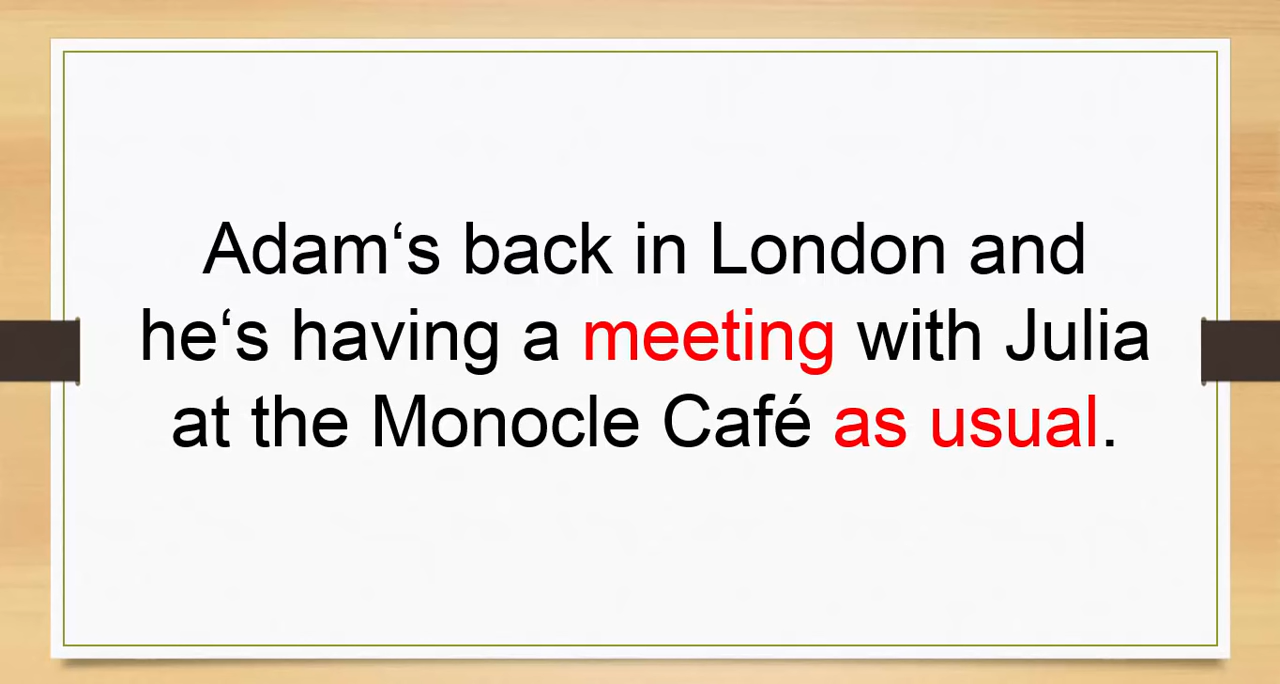 Adam‘s back in London and
he‘s having a meeting with Julia
at the Monocle Café as usual.